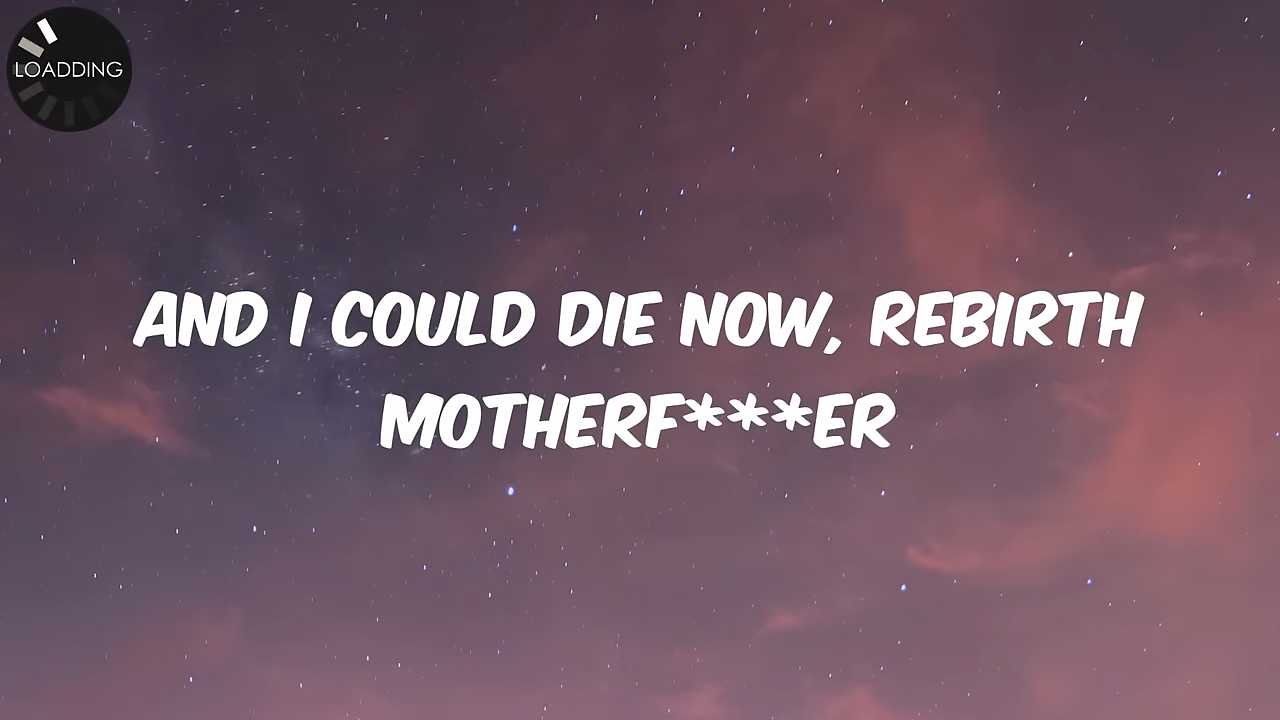 LOADDING
AND I COULD DIE NOW, REBIRTH
MOTHERF***ER